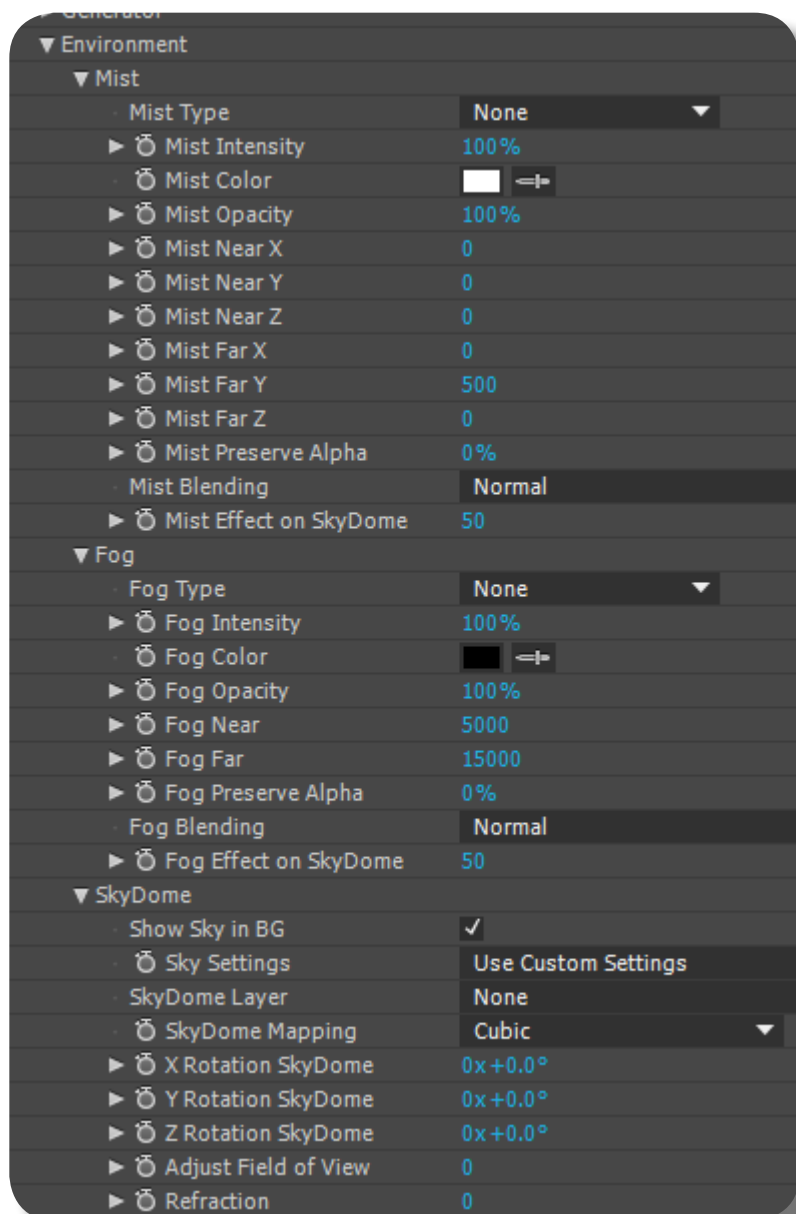 Generator
Environment
Mist
Mist Type None
Mist Intensity 100%
Mist Color
Mist Opacity 100%
Mist Near X 0
Mist Near Y 0
Mist Near Z 0
Mist Far X 0
Mist Far Y 500
Mist Far Z 0
Mist Preserve Alpha 0%
Mist Blending Normal
Mist Effect on SkyDome 50
Fog
Fog Type None
Fog Intensity 100%
Fog Color
Fog Opacity 100%
Fog Near 5000
Fog Far 15000
Fog Preserve Alpha 0%
Fog Blending Normal
Fog Effect on SkyDome 50
SkyDome
Show Sky in BG
Sky Settings Use Custom Settings
SkyDome Layer None
SkyDome Mapping Cubic
X Rotation SkyDome 0x+0.0°
Y Rotation SkyDome 0x+0.0°
Z Rotation SkyDome 0x+0.0°
Adjust Field of View 0
Refraction 0